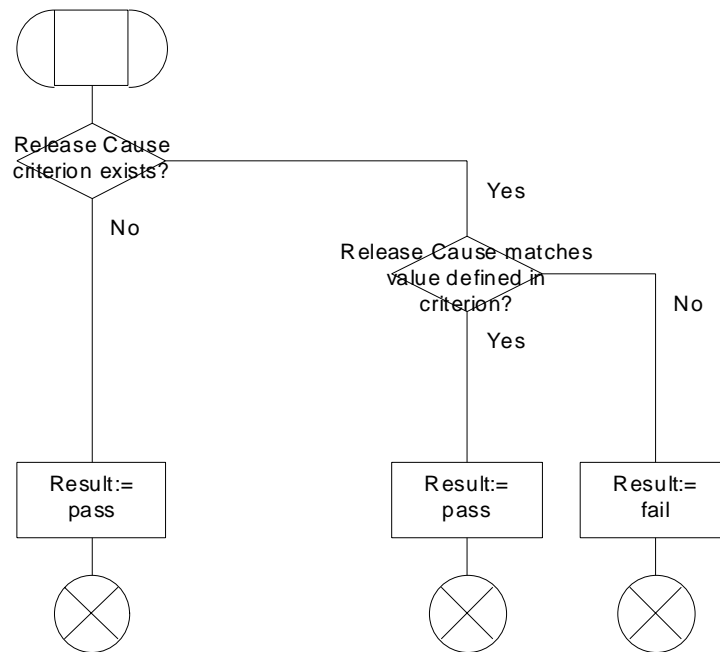 Release Cause
criterion exists?
Yes
No
Release Cause matches
value defined in
criterion?
No
Yes
Result:=
pass
Result:=
pass
Result:=
fail